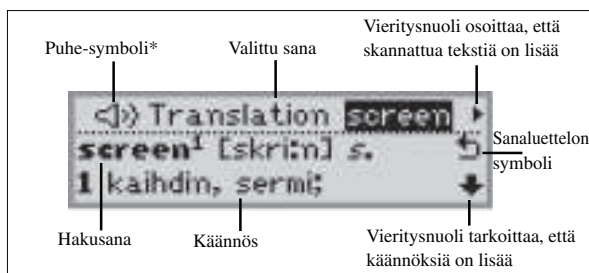 Puhe-symboli*
Valittu sana
Vieritysnuoli osoittaa, että
skannattua tekstiä on lisää
Translation screen
screen¹ [skri:n] s.
1 kaihdin, sermi;
Sanaluettelon
symboli
Hakusana
Käännös
Vieritysnuoli tarkoittaa, että
käännöksiä on lisää